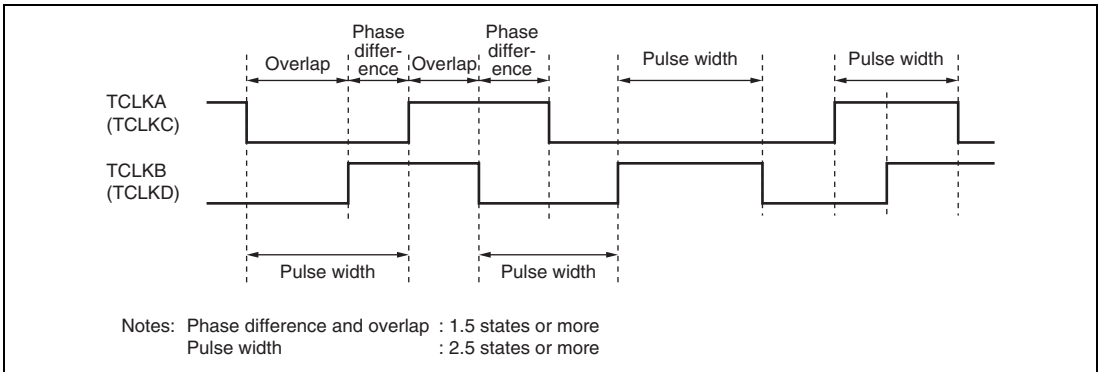 Phase
differ-
ence
Phase
differ-
ence
Overlap
Overlap
Pulse width
Pulse width
TCLKA
(TCLKC)
TCLKB
(TCLKD)
Pulse width
Pulse width
Notes: Phase difference and overlap : 1.5 states or more
Pulse width : 2.5 states or more